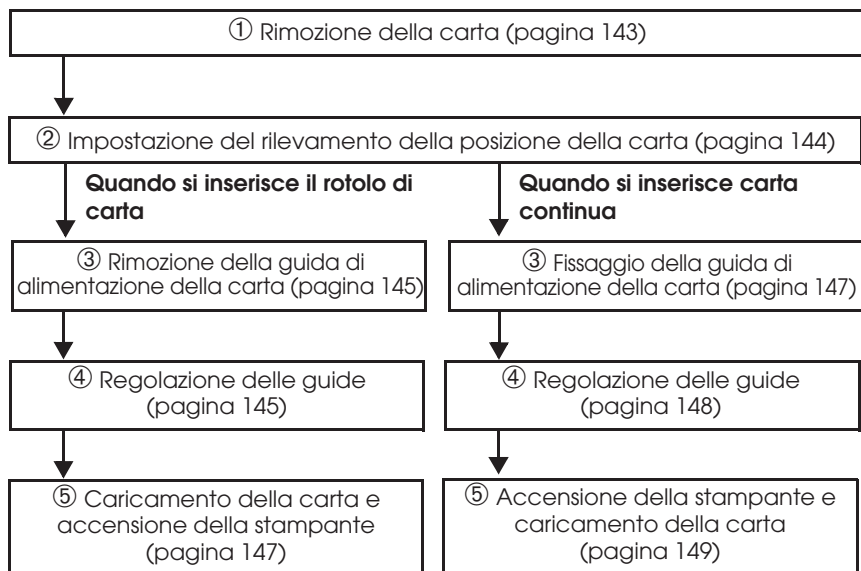 ① Rimozione della carta (pagina 143)
② Impostazione del rilevamento della posizione della carta (pagina 144)
Quando si inserisce il rotolo di
carta
③ Rimozione della guida di
alimentazione della carta (pagina 145)
④ Regolazione delle guide
(pagina 145)
⑤ Caricamento della carta e
accensione della stampante
(pagina 147)
Quando si inserisce carta
continua
③ Fissaggio della guida di
alimentazione della carta (pagina 147)
④ Regolazione delle guide
(pagina 148)
⑤ Accensione della stampante e
caricamento della carta
(pagina 149)